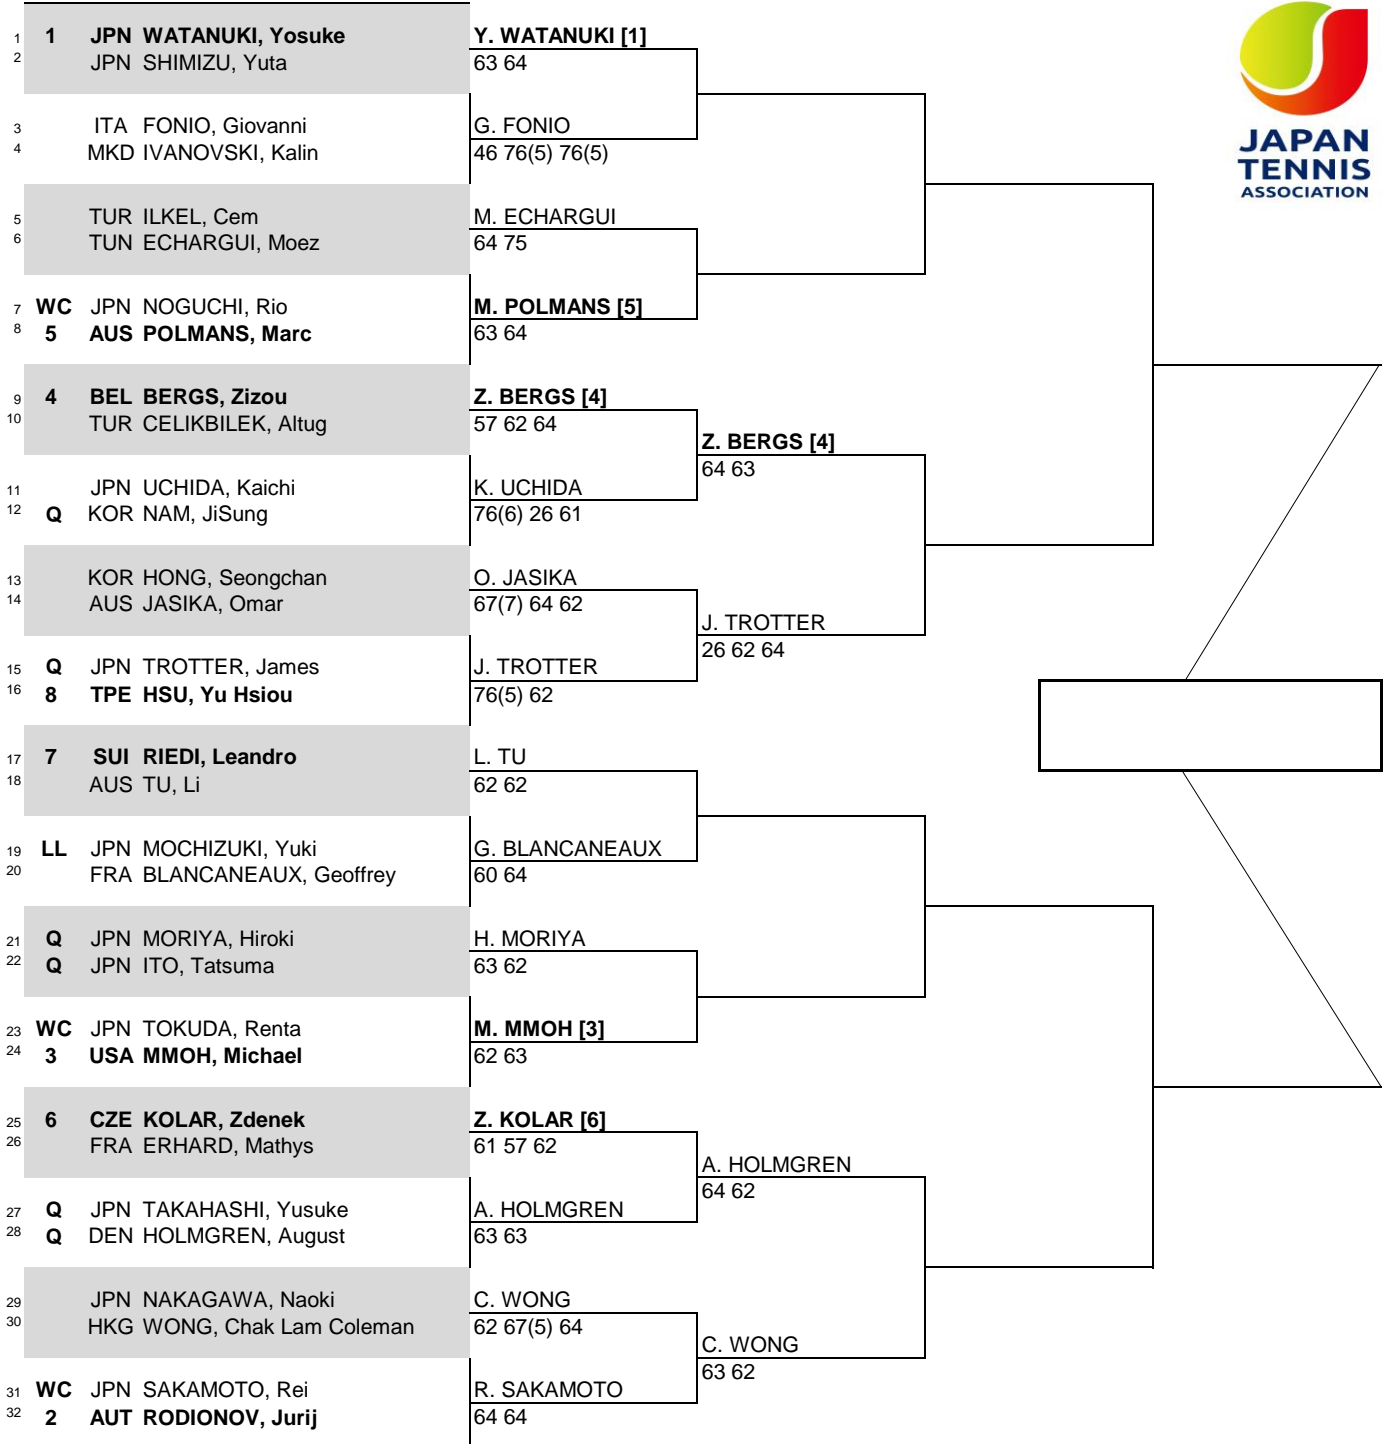 1 1 JPN WATANUKI, Yosuke Y. WATANUKI [1]
2 JPN SHIMIZU, Yuta 63 64
3 ITA FONIO, Giovanni G. FONIO
4 MKD IVANOVSKI, Kalin 46 76(5) 76(5)
JAPAN
TENNIS
ASSOCIATION
5 TUR ILKEL, Cem M. ECHARGUI
6 TUN ECHARGUI, Moez 64 75
7 WC JPN NOGUCHI, Rio M. POLMANS [5]
8 5 AUS POLMANS, Marc 63 64
9 4 BEL BERGS, Zizou Z. BERGS [4]
10 TUR CELIKBILEK, Altug 57 62 64
Z. BERGS [4]
64 63
11 JPN UCHIDA, Kaichi K. UCHIDA
12 Q KOR NAM, JiSung 76(6) 26 61
13 KOR HONG, Seongchan O. JASIKA
14 AUS JASIKA, Omar 67(7) 64 62
J. TROTTER
26 62 64
15 Q JPN TROTTER, James J. TROTTER
16 8 TPE HSU, Yu Hsiou 76(5) 62
17 7 SUI RIEDI, Leandro L. TU
18 AUS TU, Li 62 62
19 LL JPN MOCHIZUKI, Yuki G. BLANCANEAUX
20 FRA BLANCANEAUX, Geoffrey 60 64
21 Q JPN MORIYA, Hiroki H. MORIYA
22 Q JPN ITO, Tatsuma 63 62
23 WC JPN TOKUDA, Renta M. MMOH [3]
24 3 USA MMOH, Michael 62 63
25 6 CZE KOLAR, Zdenek Z. KOLAR [6]
26 FRA ERHARD, Mathys 61 57 62
A. HOLMGREN
64 62
27 Q JPN TAKAHASHI, Yusuke A. HOLMGREN
28 Q DEN HOLMGREN, August 63 63
29 JPN NAKAGAWA, Naoki C. WONG
30 HKG WONG, Chak Lam Coleman 62 67(5) 64
C. WONG
63 62
31 WC JPN SAKAMOTO, Rei R. SAKAMOTO
32 2 AUT RODIONOV, Jurij 64 64